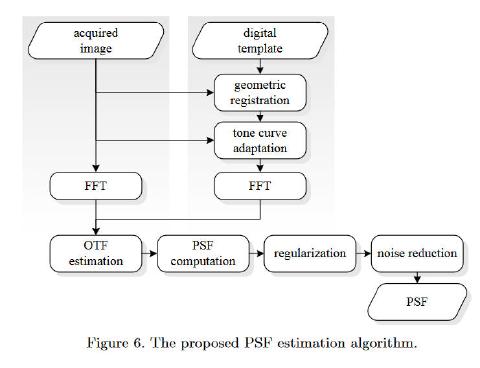 acquired
image
digital
template
geometric
registration
tone curve
adaptation
FFT
FFT
OTF
estimation
PSF
computation
regularization
noise reduction
PSF
Figure 6. The proposed PSF estimation algorithm.